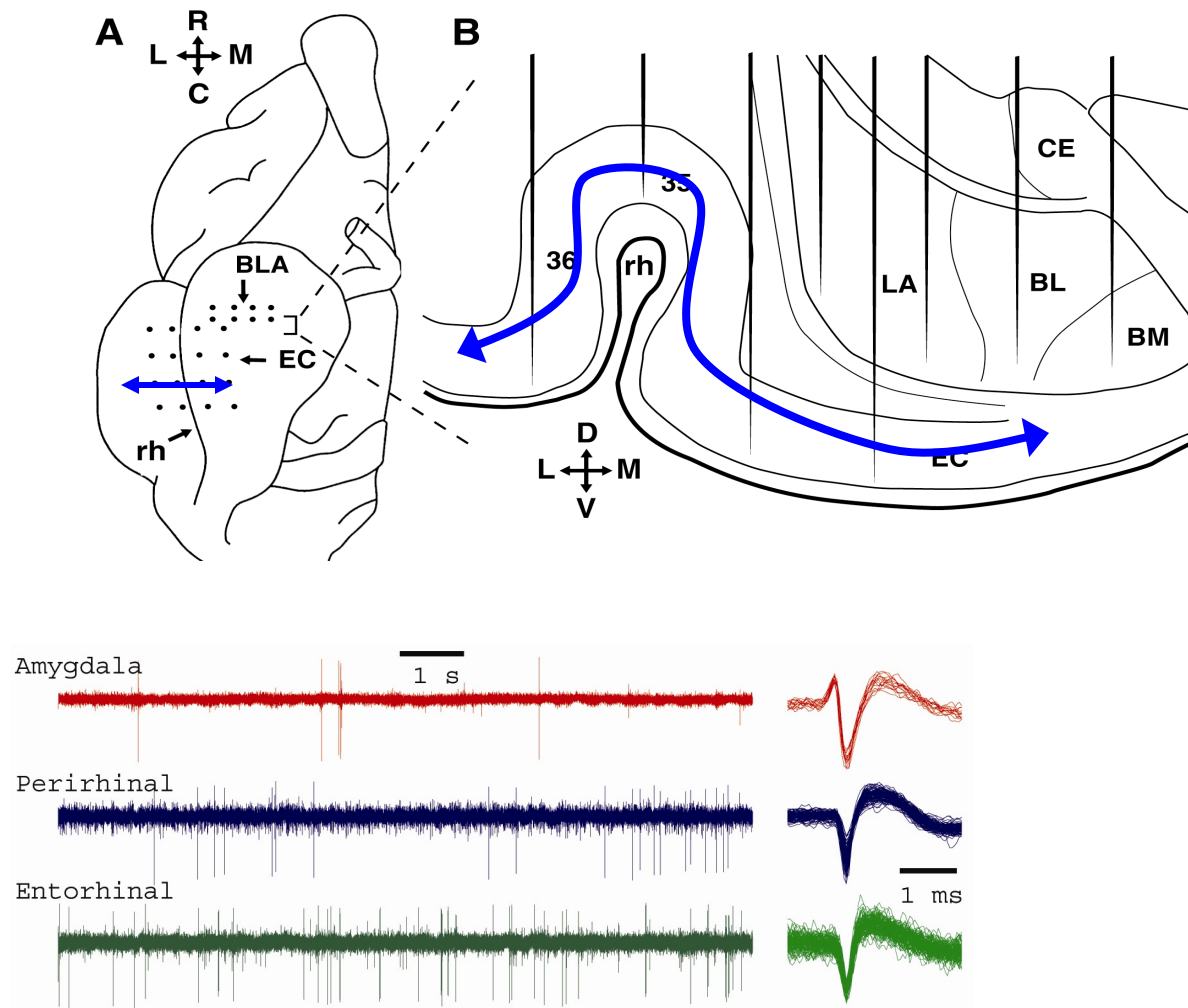 A
R
L M
C
BLA
EC
rh
B
CE
35
36
rh
LA
BL
BM
D
L M
V
EC
Amygdala
1 s
Perirhinal
1 ms
Entorhinal